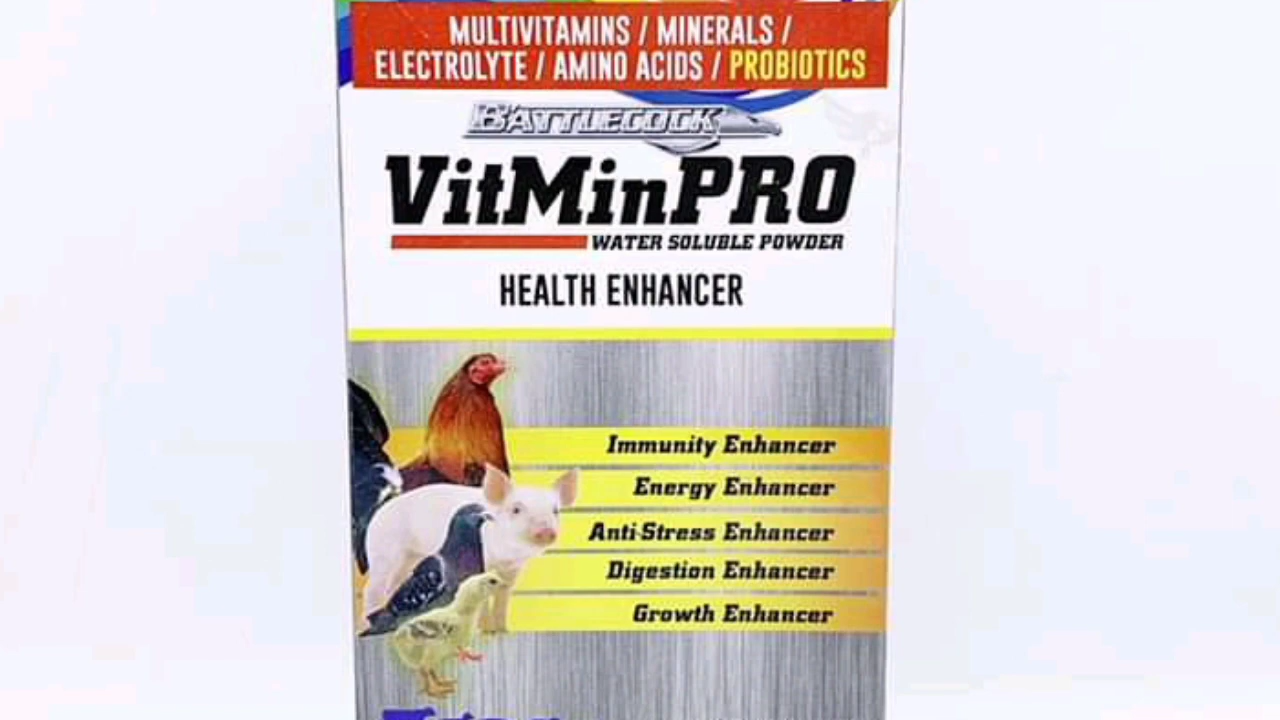 MULTIVITAMINS / MINERALS /
ELECTROLYTE / AMINO ACIDS / PROBIOTICS
BATTLECOCK
VitMinPRO
WATER SOLUBLE POWDER
HEALTH ENHANCER
Immunity Enhancer
Energy Enhancer
Anti-Stress Enhancer
Digestion Enhancer
Growth Enhancer